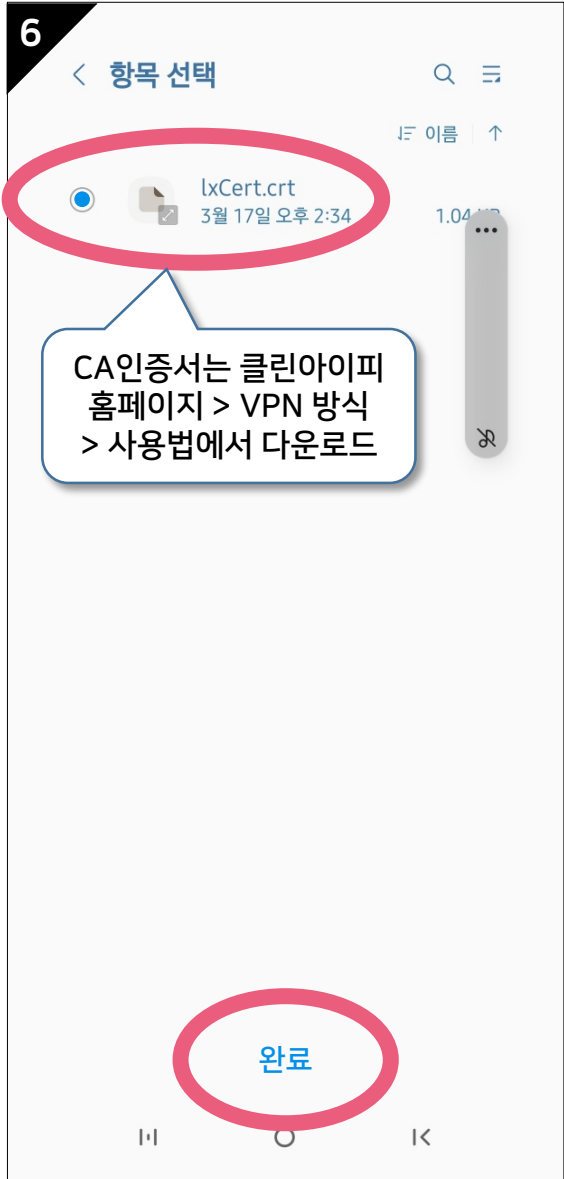 6
항목 선택
이름
lxCert.crt
3월 17일 오후 2:34
1.04
CA인증서는 클린아이피
홈페이지 > VPN 방식
> 사용법에서 다운로드
완료